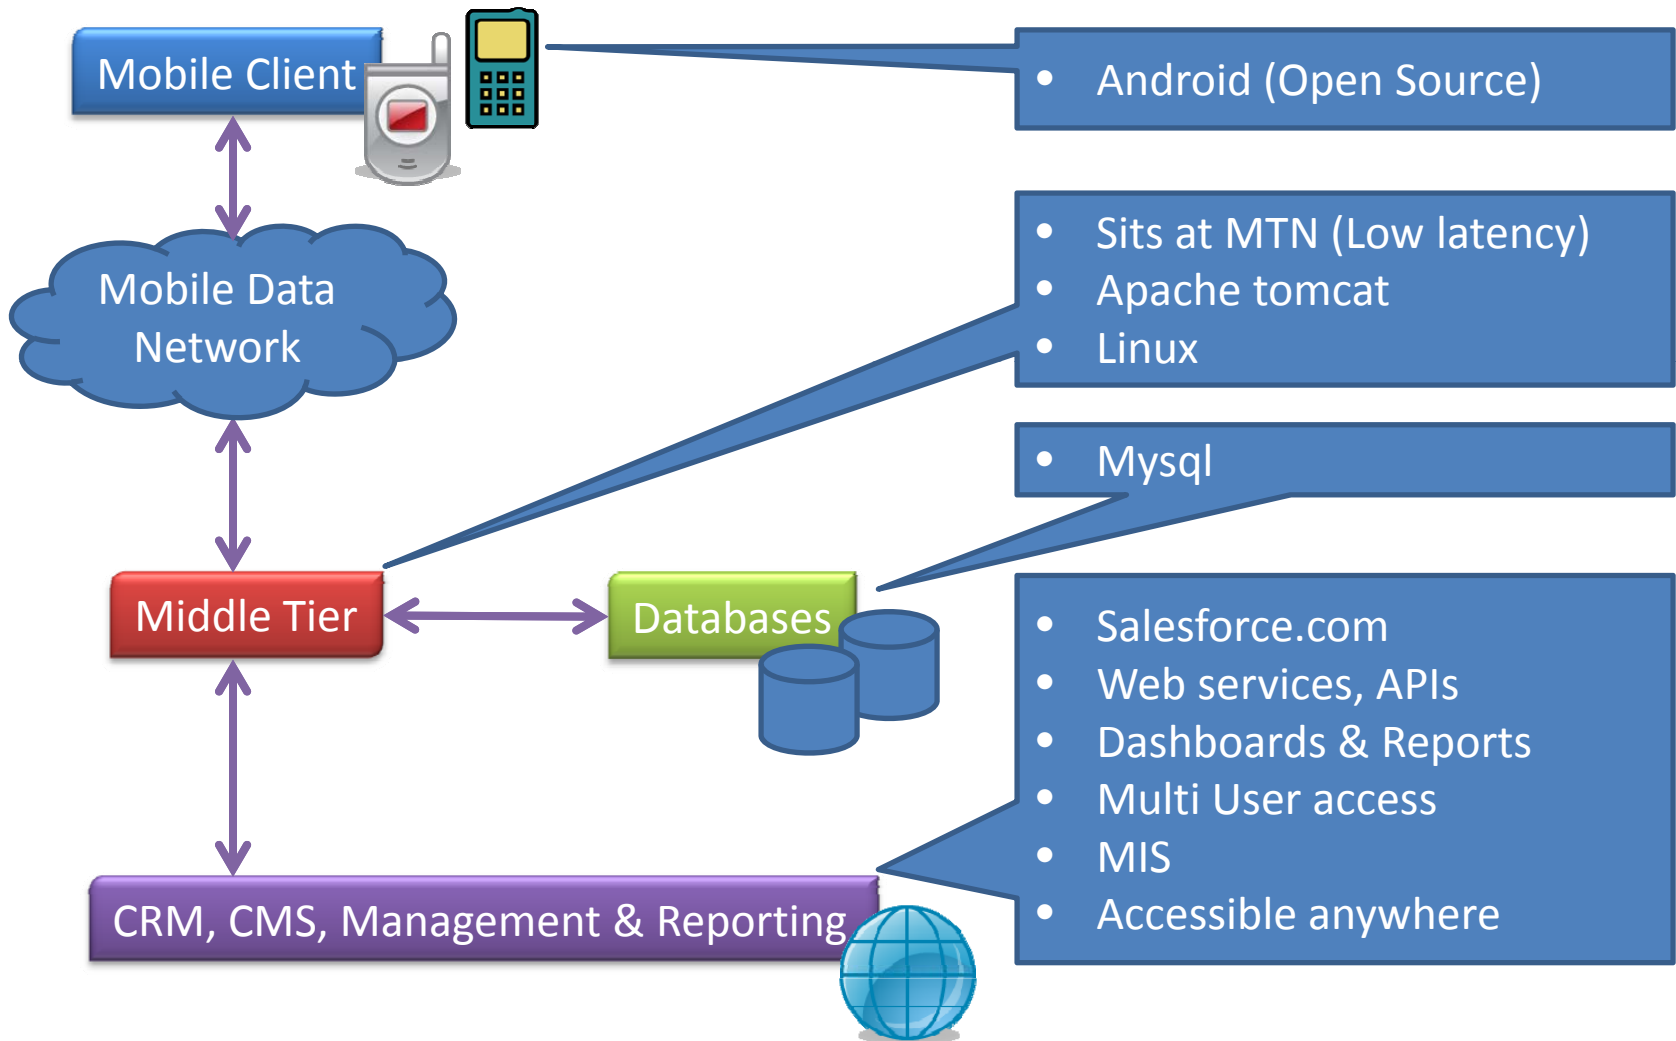 Mobile Client
• Android (Open Source)
Mobile Data
Network
• Sits at MTN (Low latency)
• Apache tomcat
• Linux
• Mysql
Middle Tier
Databases
• Salesforce.com
• Web services, APIs
• Dashboards & Reports
• Multi User access
• MIS
• Accessible anywhere
CRM, CMS, Management & Reporting